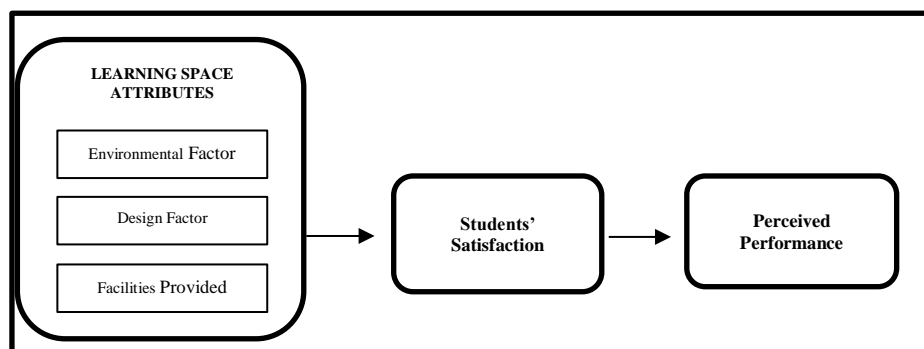 LEARNING SPACE
ATTRIBUTES
Environmental Factor
Design Factor
Facilities Provided
Students’
Satisfaction
Perceived
Performance